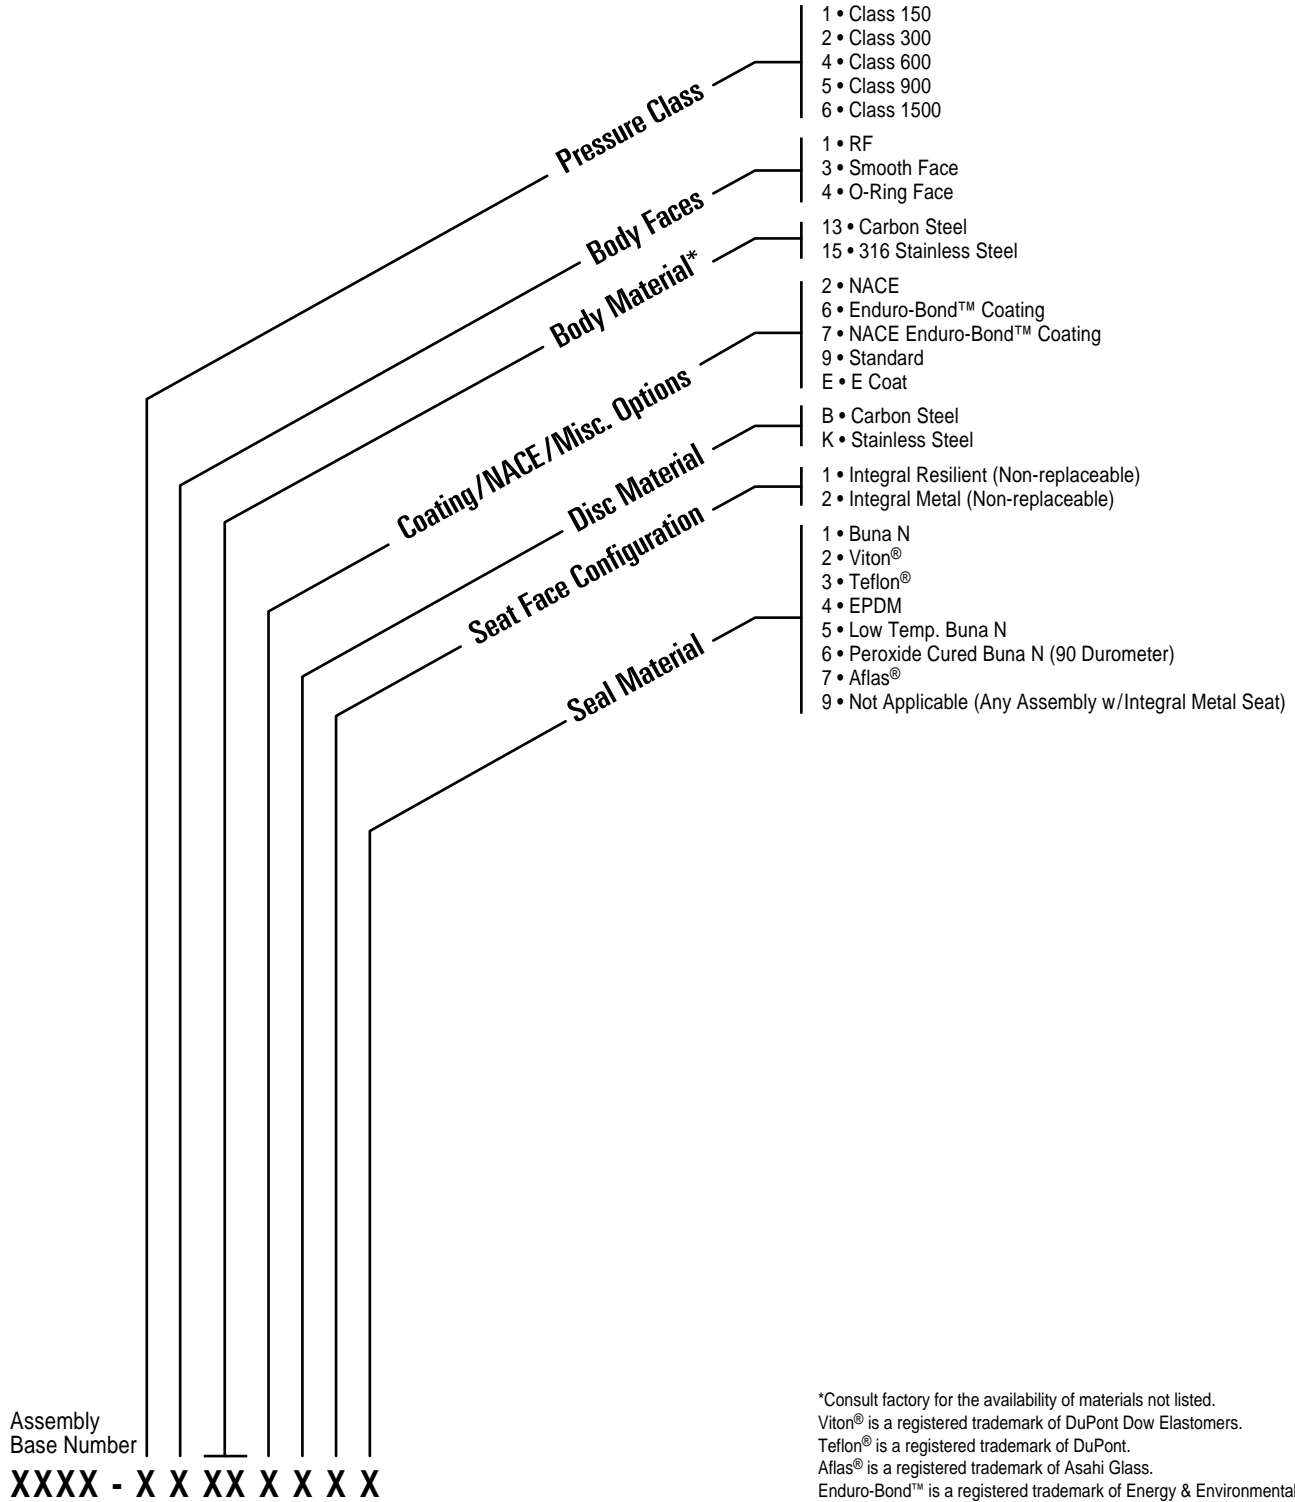 1 • Class 150
2 • Class 300
4 • Class 600
5 • Class 900
6 • Class 1500
Pressure Class
1 • RF
3 • Smooth Face
4 • O-Ring Face
Body Faces
13 • Carbon Steel
15 • 316 Stainless Steel
Body Material*
2 • NACE
6 • Enduro-Bond™ Coating
7 • NACE Enduro-Bond™ Coating
9 • Standard
E • E Coat
Coating/NACE/Misc. Options
B • Carbon Steel
K • Stainless Steel
Disc Material
1 • Integral Resilient (Non-replaceable)
2 • Integral Metal (Non-replaceable)
Seat Face Configuration
1 • Buna N
2 • Viton®
3 • Teflon®
4 • EPDM
5 • Low Temp. Buna N
6 • Peroxide Cured Buna N (90 Durometer)
7 • Aflas®
9 • Not Applicable (Any Assembly w/Integral Metal Seat)
Seal Material
Assembly
Base Number
XXXX - X X XX X X X X
*Consult factory for the availability of materials not listed.
Viton® is a registered trademark of DuPont Dow Elastomers.
Teflon® is a registered trademark of DuPont.
Aflas® is a registered trademark of Asahi Glass.
Enduro-Bond™ is a registered trademark of Energy & Environmental